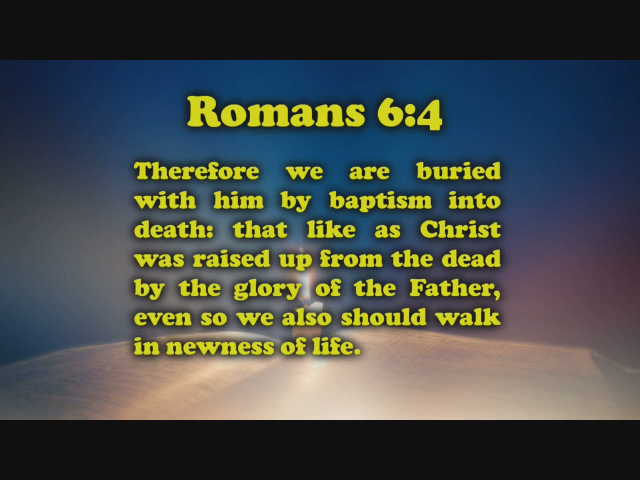 Romans 6:4
Therefore we are buried
with him by baptism into
death: that like as Christ
was raised up from the dead
by the glory of the Father,
even so we also should walk
in newness of life.